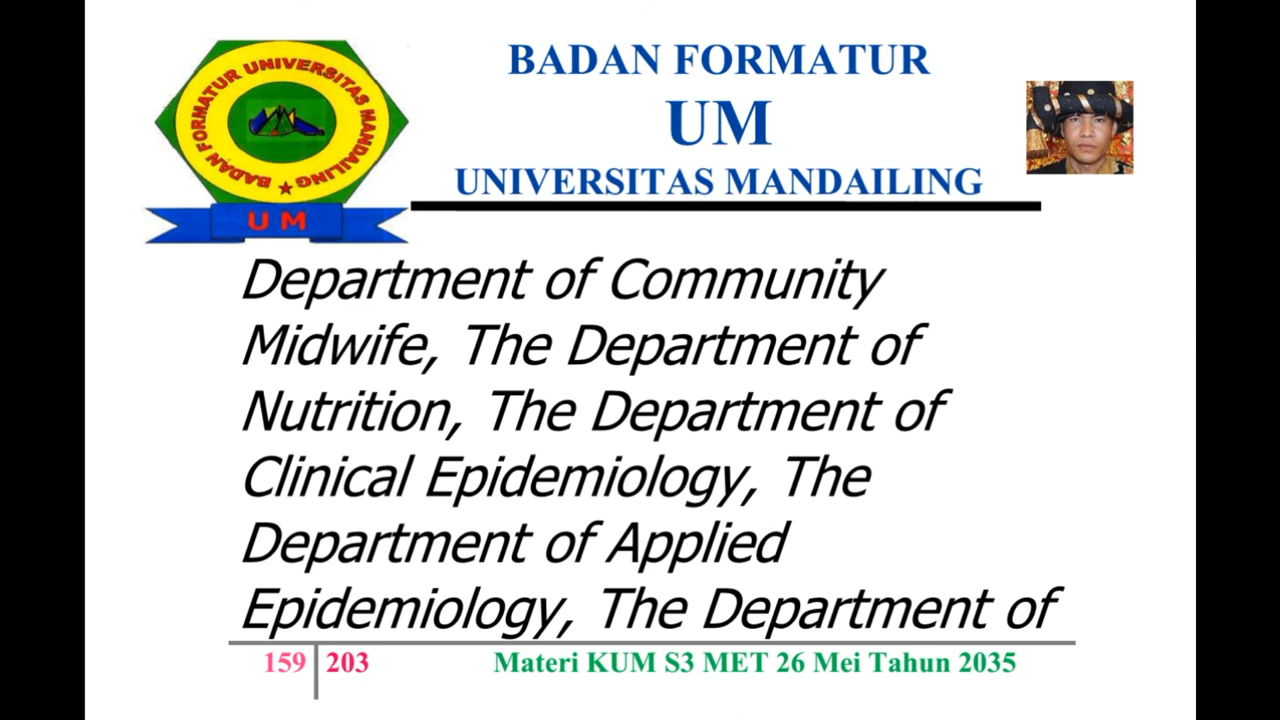 BADAN FORMATUR UNIVERSITAS MANDAILING
UM
BADAN FORMATUR
UM
UNIVERSITAS MANDAILING
Department of Community
Midwife, The Department of
Nutrition, The Department of
Clinical Epidemiology, The
Department of Applied
Epidemiology, The Department of
159 203 Materi KUM S3 MET 26 Mei Tahun 2035